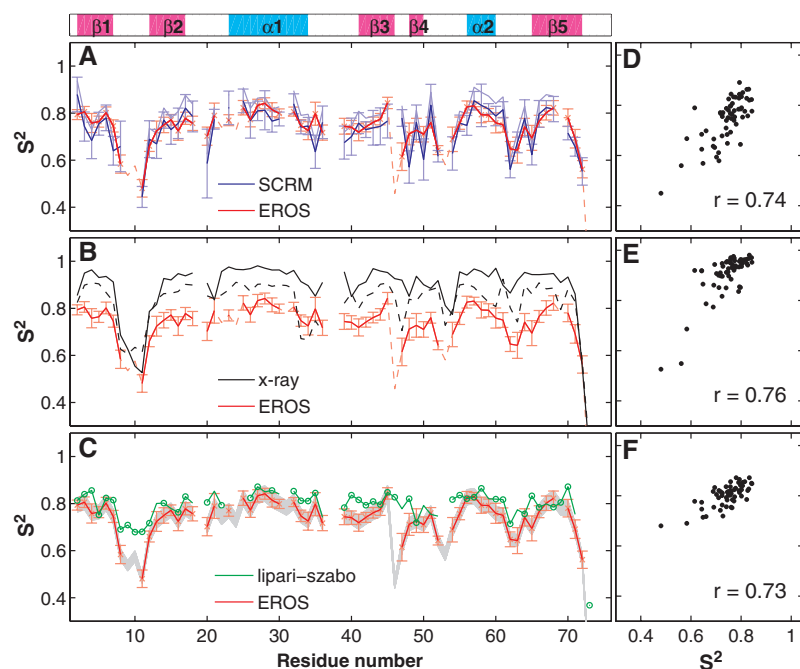 β1 β2 α1 β3 β4 α2 β5
A
S²
1
0.8
0.6
0.4
SCRM
EROS
D
r = 0.74
B
S²
1
0.8
0.6
0.4
x-ray
EROS
E
r = 0.76
C
S²
1
0.8
0.6
0.4
lipari-szabo
EROS
10 20 30 40 50 60 70
Residue number
F
r = 0.73
0.4 0.6 0.8 1
S²